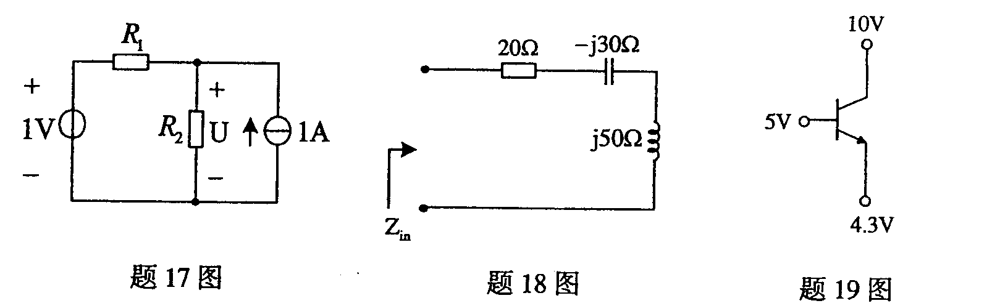 R₁
+
1V
−
R₂
+
U
−
1A
题 17 图
20Ω
−j30Ω
j50Ω
Zᵢₙ
题 18 图
10V
5V
4.3V
题 19 图